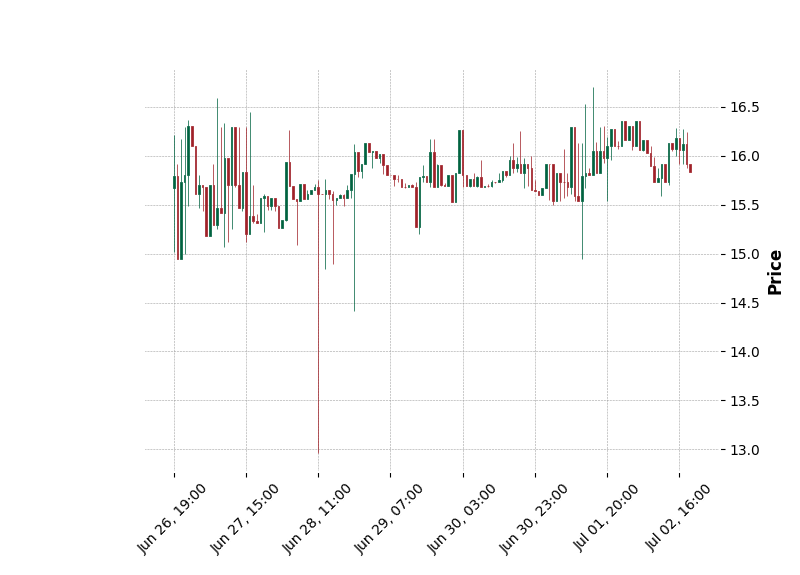 16.5
16.0
15.5
15.0
14.5
14.0
13.5
13.0
Price
Jun 26, 19:00
Jun 27, 15:00
Jun 28, 11:00
Jun 29, 07:00
Jun 30, 03:00
Jun 30, 23:00
Jul 01, 20:00
Jul 02, 16:00